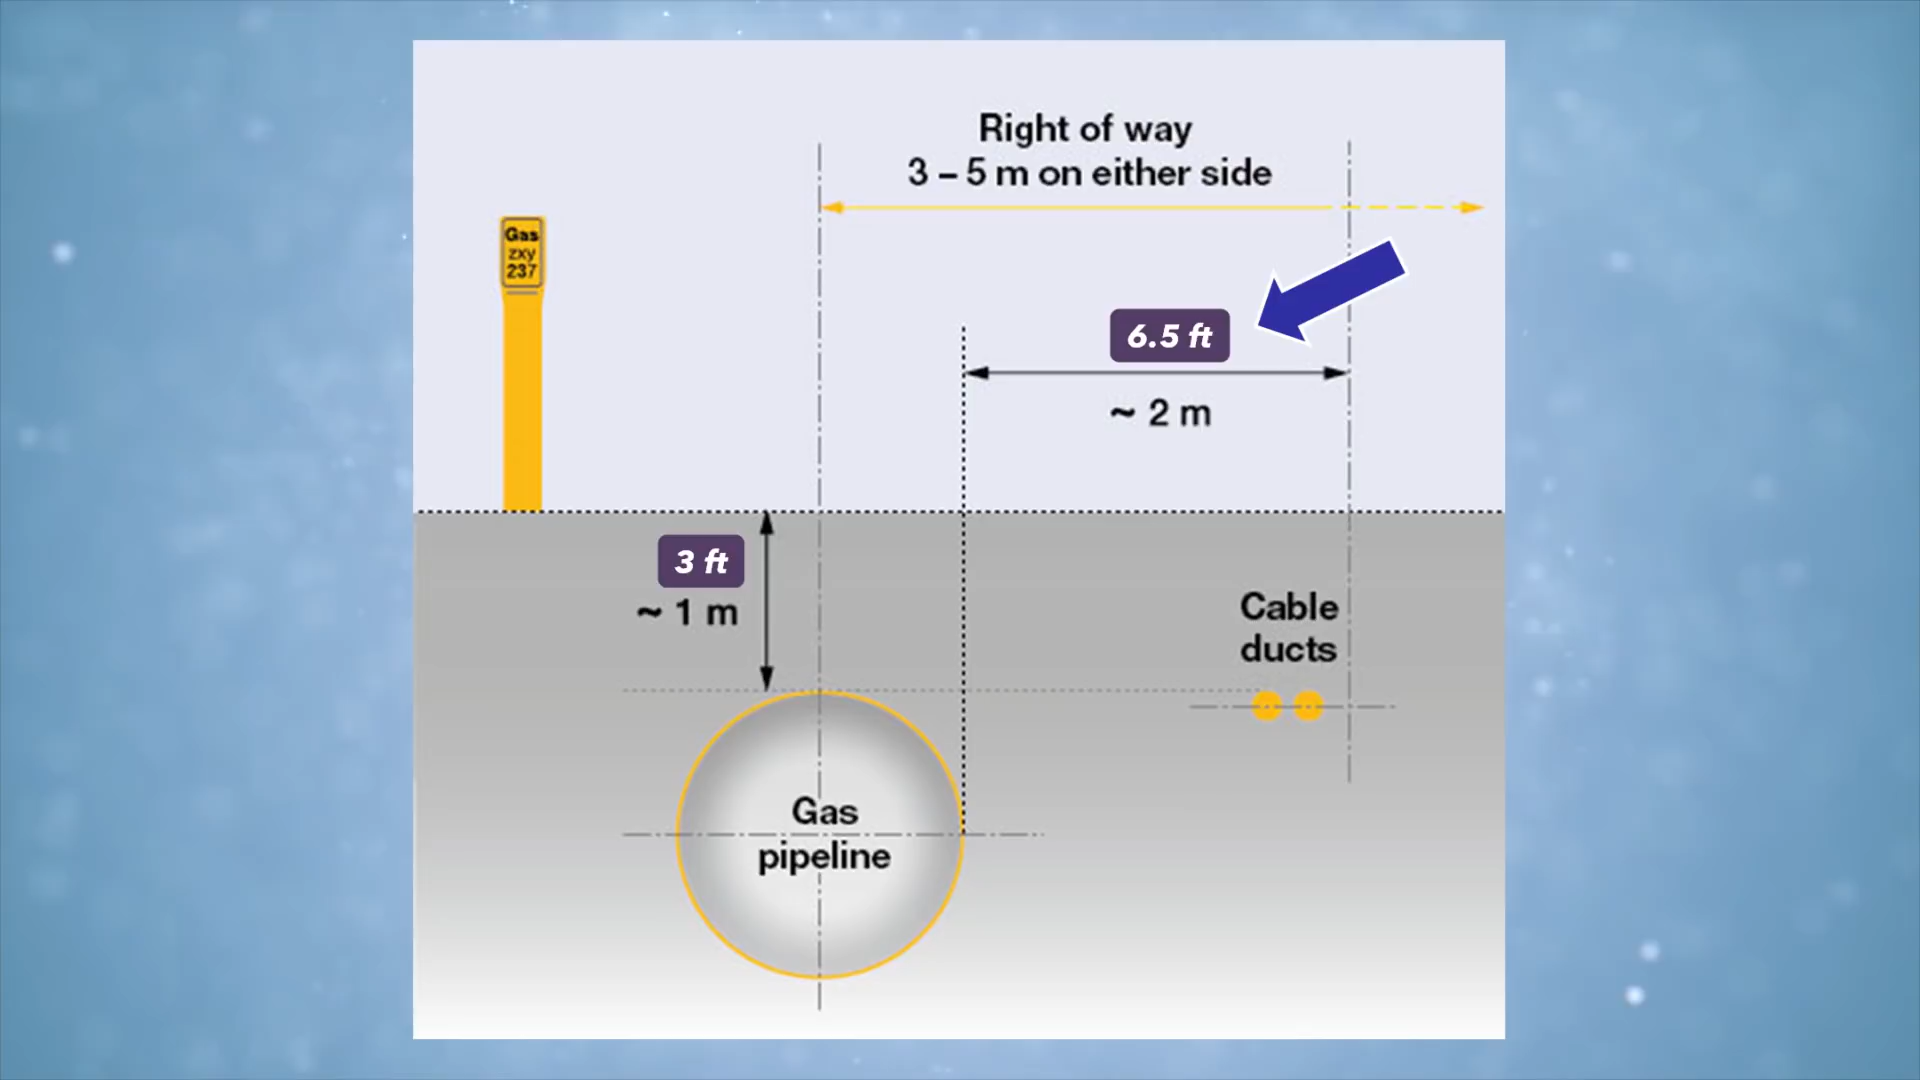 Right of way
3 – 5 m on either side
Gas
zxy
237
6.5 ft
~ 2 m
3 ft
~ 1 m
Cable
ducts
Gas
pipeline